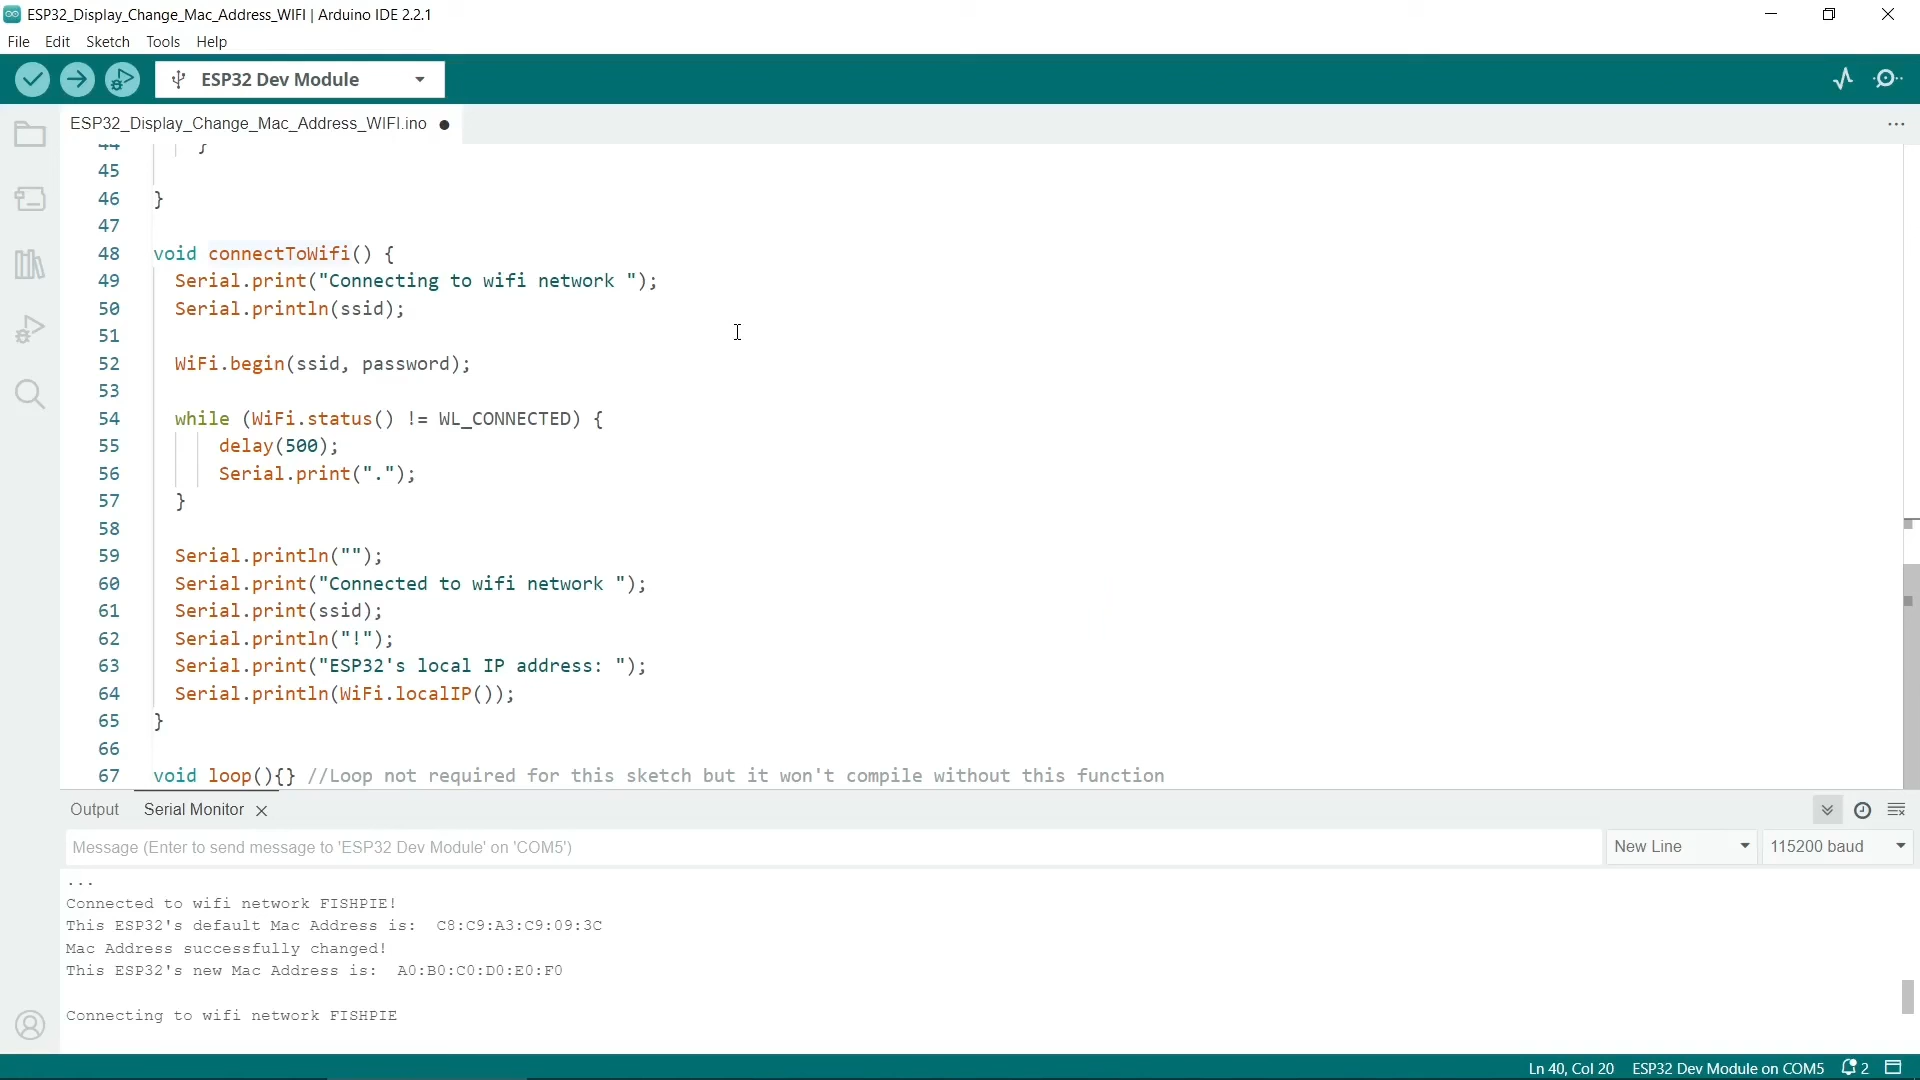 ESP32_Display_Change_Mac_Address_WIFI | Arduino IDE 2.2.1
File Edit Sketch Tools Help
ESP32 Dev Module
ESP32_Display_Change_Mac_Address_WIFI.ino
44 }
45
46 }
47
48 void connectToWifi() {
49 Serial.print("Connecting to wifi network ");
50 Serial.println(ssid);
51
52 WiFi.begin(ssid, password);
53
54 while (WiFi.status() != WL_CONNECTED) {
55 delay(500);
56 Serial.print(".");
57 }
58
59 Serial.println("");
60 Serial.print("Connected to wifi network ");
61 Serial.print(ssid);
62 Serial.println("!");
63 Serial.print("ESP32's local IP address: ");
64 Serial.println(WiFi.localIP());
65 }
66
67 void loop(){} //Loop not required for this sketch but it won't compile without this function
Output Serial Monitor
Message (Enter to send message to 'ESP32 Dev Module' on 'COM5') New Line 115200 baud
...
Connected to wifi network FISHPIE!
This ESP32's default Mac Address is: C8:C9:A3:C9:09:3C
Mac Address successfully changed!
This ESP32's new Mac Address is: A0:B0:C0:D0:E0:F0
Connecting to wifi network FISHPIE
Ln 40, Col 20 ESP32 Dev Module on COM5 2